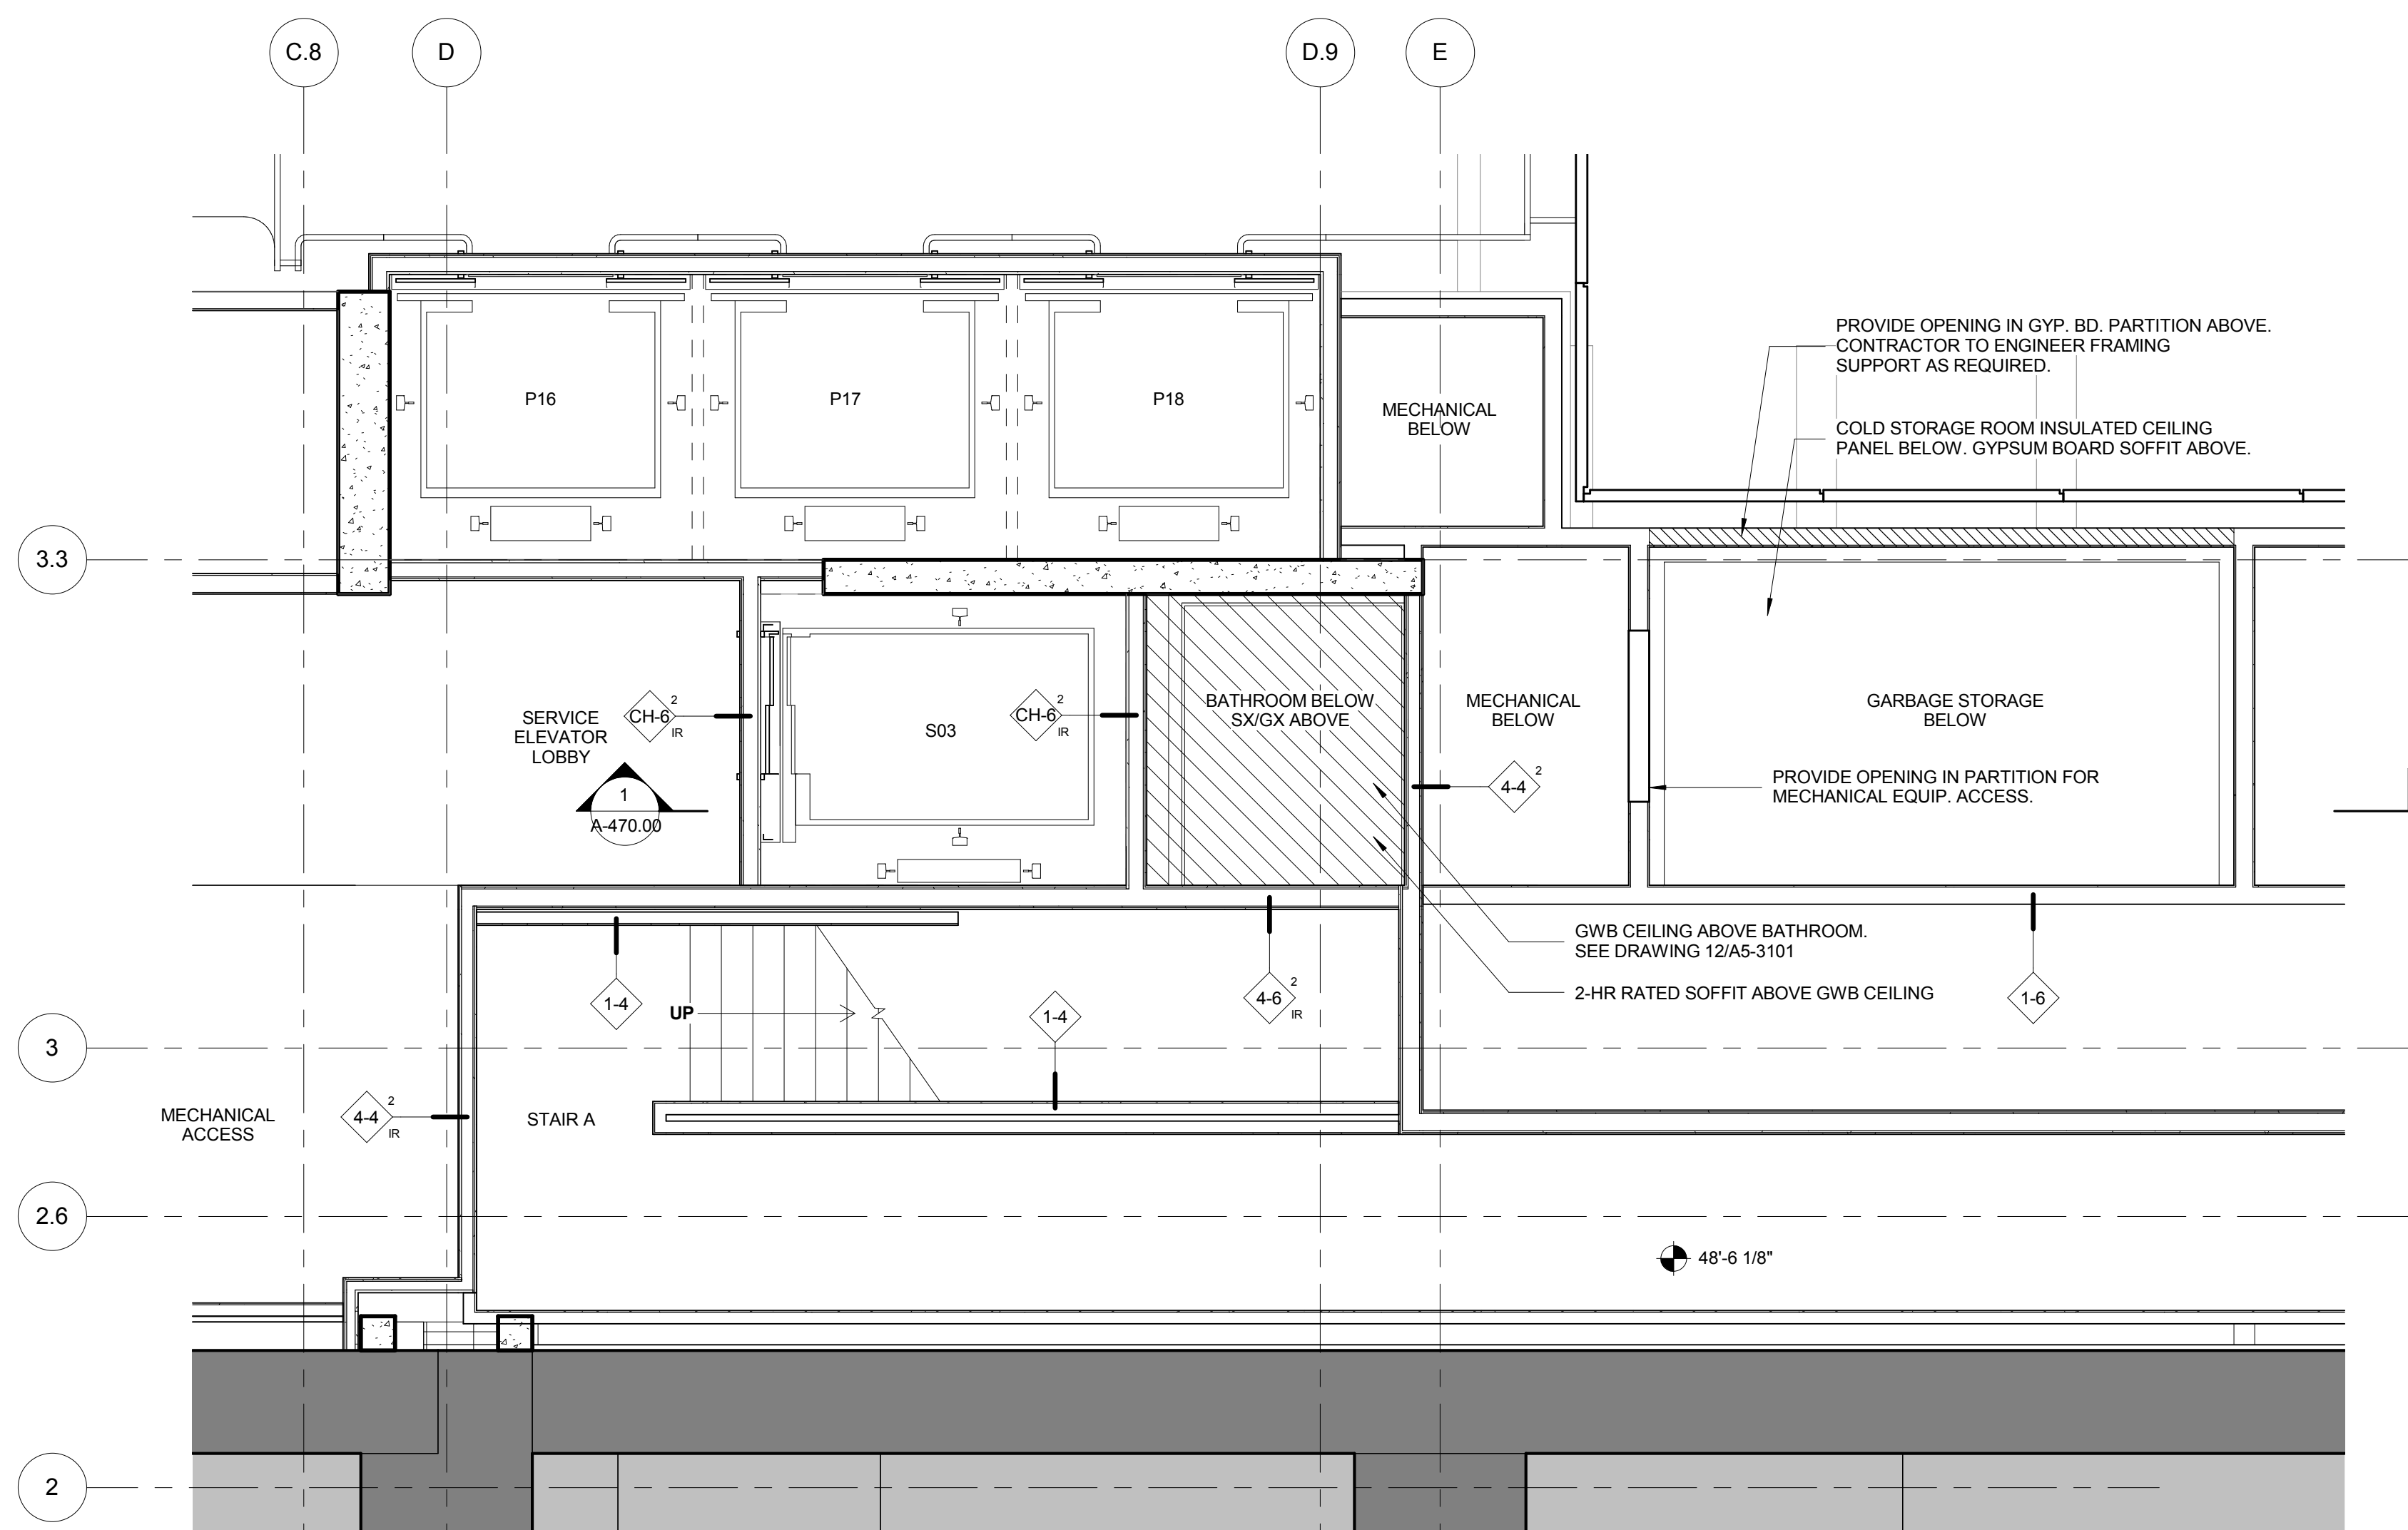 C.8
D
D.9
E
PROVIDE OPENING IN GYP. BD. PARTITION ABOVE.
CONTRACTOR TO ENGINEER FRAMING
SUPPORT AS REQUIRED.
P16
P17
P18
MECHANICAL
BELOW
COLD STORAGE ROOM INSULATED CEILING
PANEL BELOW. GYPSUM BOARD SOFFIT ABOVE.
3.3
SERVICE
ELEVATOR
LOBBY
CH-6
2
IR
S03
CH-6
2
IR
BATHROOM BELOW
SX/GX ABOVE
MECHANICAL
BELOW
GARBAGE STORAGE
BELOW
1
A-470.00
4-4
2
PROVIDE OPENING IN PARTITION FOR
MECHANICAL EQUIP. ACCESS.
GWB CEILING ABOVE BATHROOM.
SEE DRAWING 12/A5-3101
2-HR RATED SOFFIT ABOVE GWB CEILING
1-4
UP
1-4
4-6
2
IR
1-6
3
MECHANICAL
ACCESS
4-4
2
IR
STAIR A
2.6
48'-6 1/8"
2